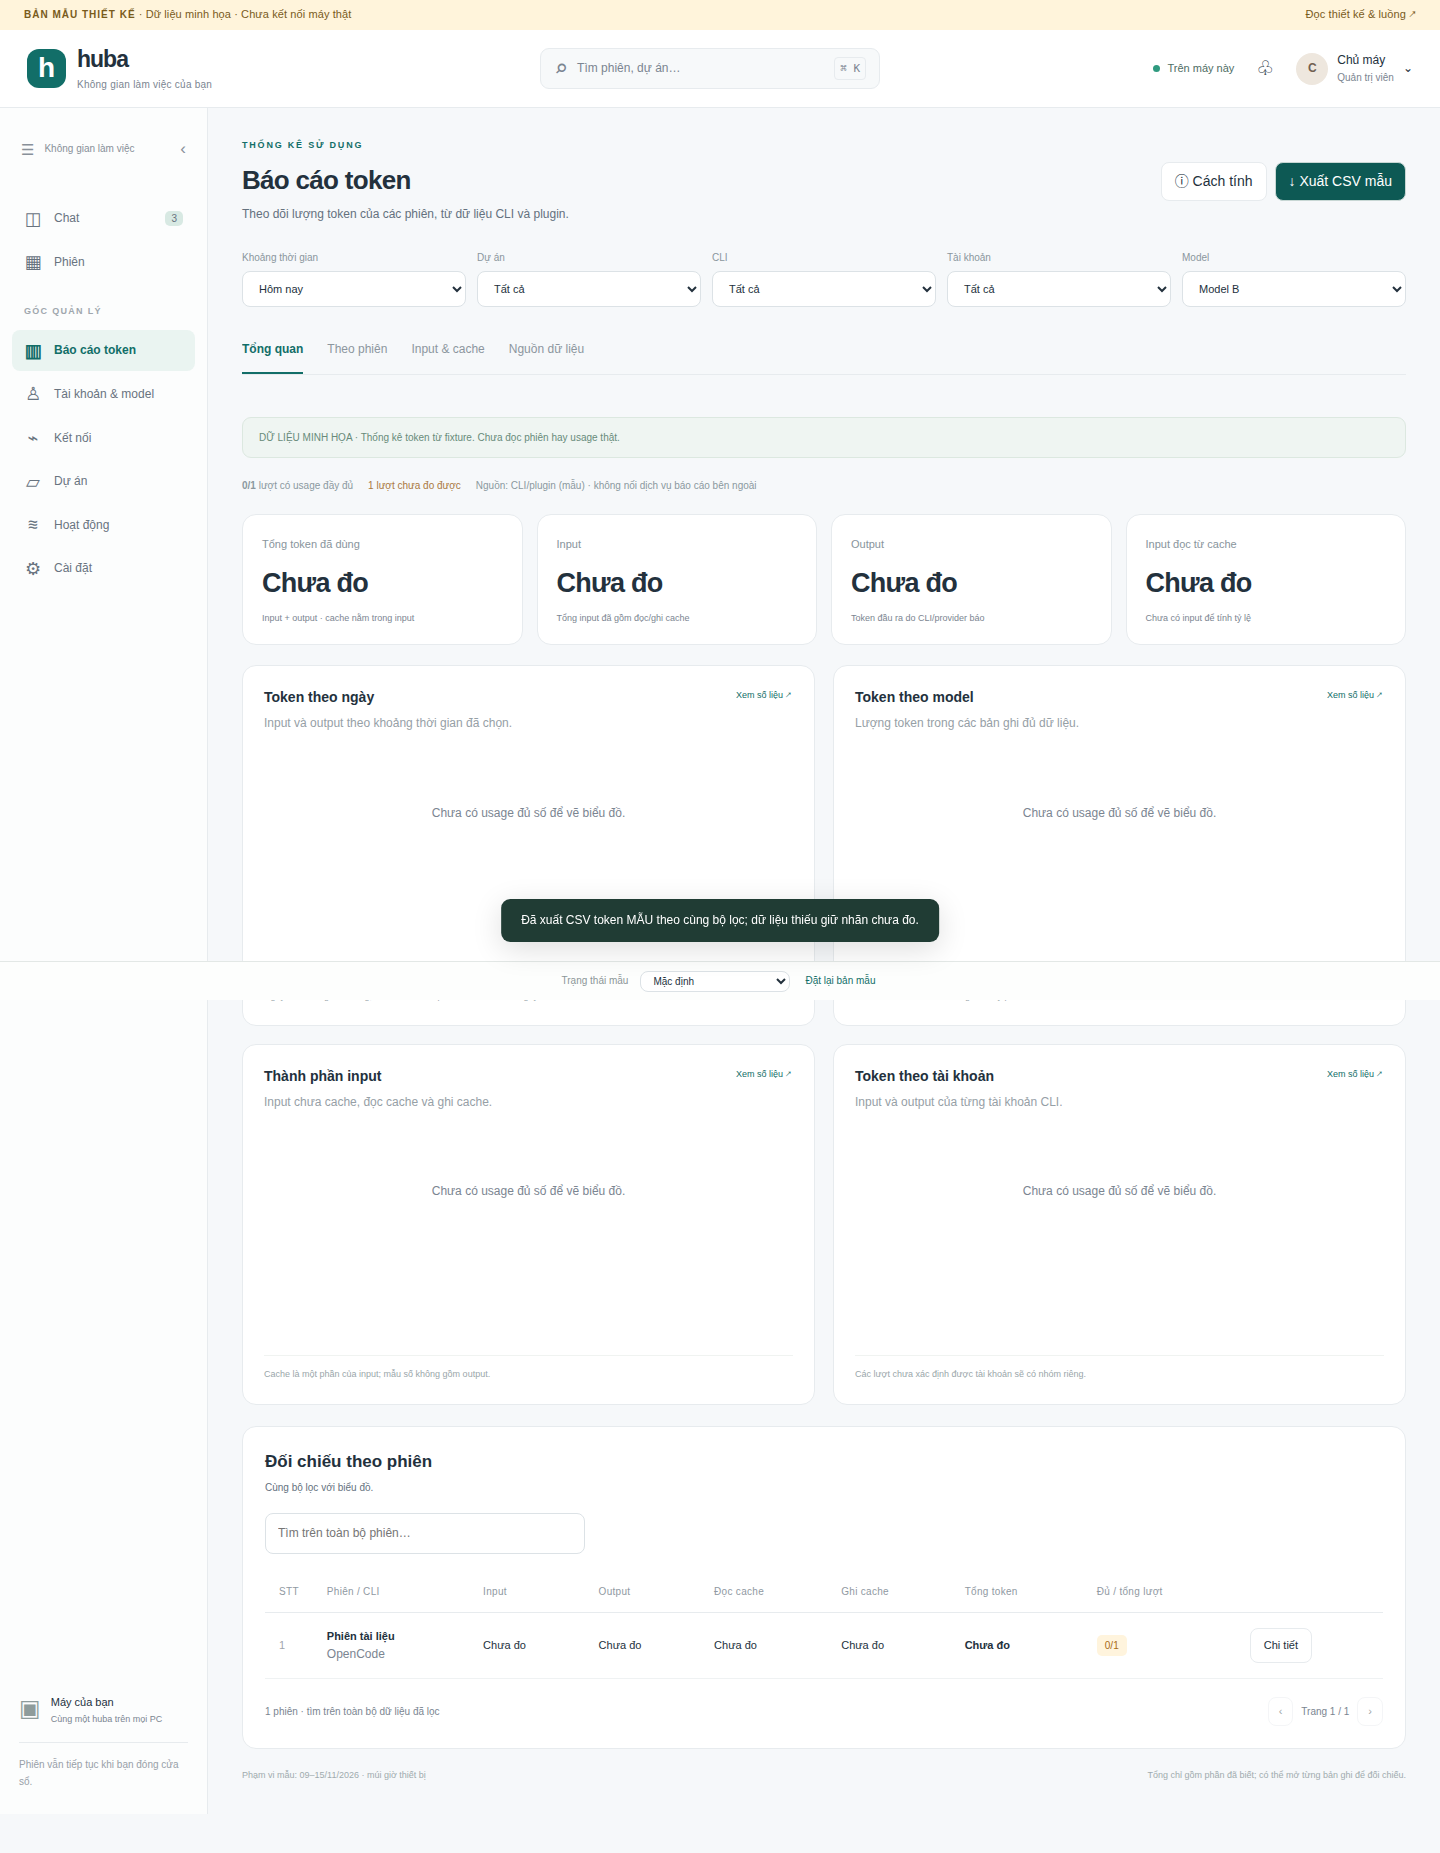 BẢN MẪU THIẾT KẾ · Dữ liệu minh họa · Chưa kết nối máy thật
Đọc thiết kế & luồng ↗
h
huba
Không gian làm việc của bạn
Tìm phiên, dự án…
⌘ K
Trên máy này
C
Chủ máy
Quản trị viên
Không gian làm việc
Chat
3
Phiên
GÓC QUẢN LÝ
Báo cáo token
Tài khoản & model
Kết nối
Dự án
Hoạt động
Cài đặt
THỐNG KÊ SỬ DỤNG
Báo cáo token
Theo dõi lượng token của các phiên, từ dữ liệu CLI và plugin.
ⓘ Cách tính
↓ Xuất CSV mẫu
Khoảng thời gian
Dự án
CLI
Tài khoản
Model
Hôm nay
Tất cả
Tất cả
Tất cả
Model B
Tổng quan
Theo phiên
Input & cache
Nguồn dữ liệu
DỮ LIỆU MINH HỌA · Thống kê token từ fixture. Chưa đọc phiên hay usage thật.
0/1 lượt có usage đầy đủ
1 lượt chưa đo được
Nguồn: CLI/plugin (mẫu) · không nối dịch vụ báo cáo bên ngoài
Tổng token đã dùng
Chưa đo
Input + output · cache nằm trong input
Input
Chưa đo
Tổng input đã gồm đọc/ghi cache
Output
Chưa đo
Token đầu ra do CLI/provider báo
Input đọc từ cache
Chưa đo
Chưa có input để tính tỷ lệ
Token theo ngày
Xem số liệu ↗
Input và output theo khoảng thời gian đã chọn.
Chưa có usage đủ số để vẽ biểu đồ.
Token theo model
Xem số liệu ↗
Lượng token trong các bản ghi đủ dữ liệu.
Chưa có usage đủ số để vẽ biểu đồ.
Đã xuất CSV token MẪU theo cùng bộ lọc; dữ liệu thiếu giữ nhãn chưa đo.
Trạng thái mẫu
Mặc định
Đặt lại bản mẫu
Thành phần input
Xem số liệu ↗
Input chưa cache, đọc cache và ghi cache.
Chưa có usage đủ số để vẽ biểu đồ.
Cache là một phần của input; mẫu số không gồm output.
Token theo tài khoản
Xem số liệu ↗
Input và output của từng tài khoản CLI.
Chưa có usage đủ số để vẽ biểu đồ.
Các lượt chưa xác định được tài khoản sẽ có nhóm riêng.
Đối chiếu theo phiên
Cùng bộ lọc với biểu đồ.
Tìm trên toàn bộ phiên…
STT
Phiên / CLI
Input
Output
Đọc cache
Ghi cache
Tổng token
Đủ / tổng lượt
1
Phiên tài liệu
OpenCode
Chưa đo
Chưa đo
Chưa đo
Chưa đo
Chưa đo
0/1
Chi tiết
1 phiên · tìm trên toàn bộ dữ liệu đã lọc
‹
Trang 1 / 1
›
Phạm vi mẫu: 09–15/11/2026 · múi giờ thiết bị
Tổng chỉ gồm phần đã biết; có thể mở từng bản ghi để đối chiếu.
Máy của bạn
Cùng một huba trên mọi PC
Phiên vẫn tiếp tục khi bạn đóng cửa
sổ.